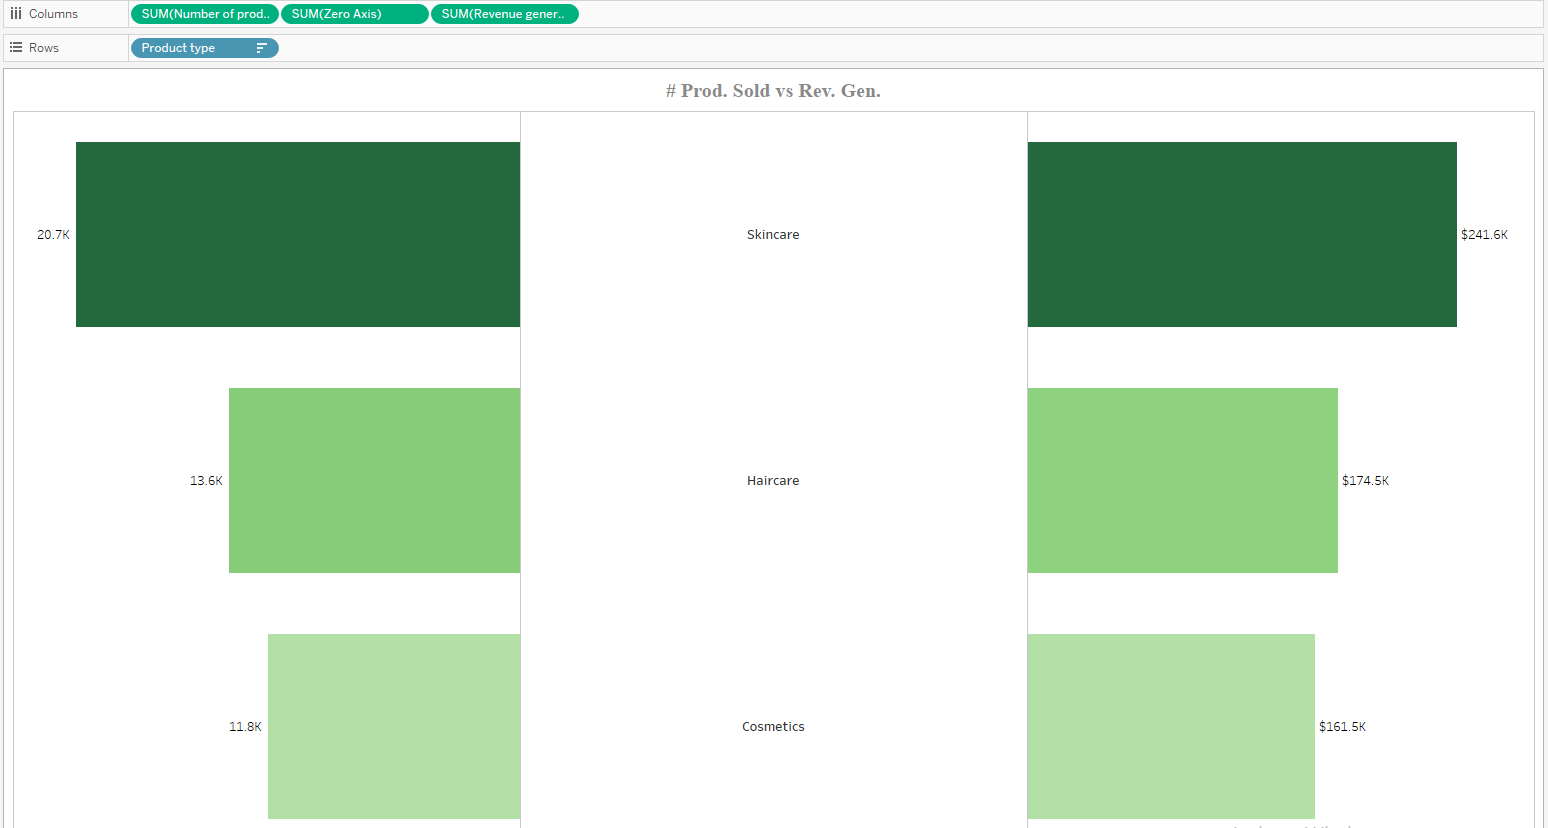 Columns SUM(Number of prod.. SUM(Zero Axis) SUM(Revenue gener..
Rows Product type
# Prod. Sold vs Rev. Gen.
20.7K Skincare $241.6K
13.6K Haircare $174.5K
11.8K Cosmetics $161.5K